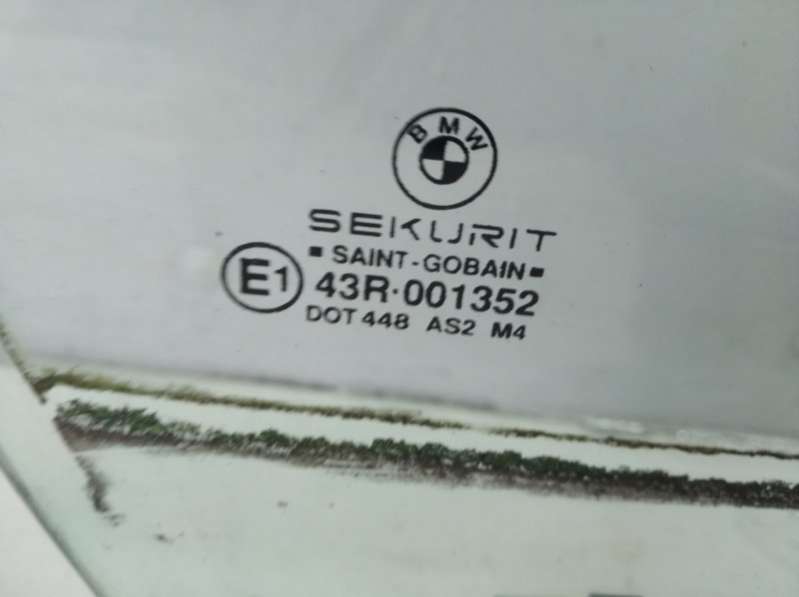 BMW
SEKURIT
SAINT-GOBAIN
E1 43R·001352
DOT 448 AS2 M4